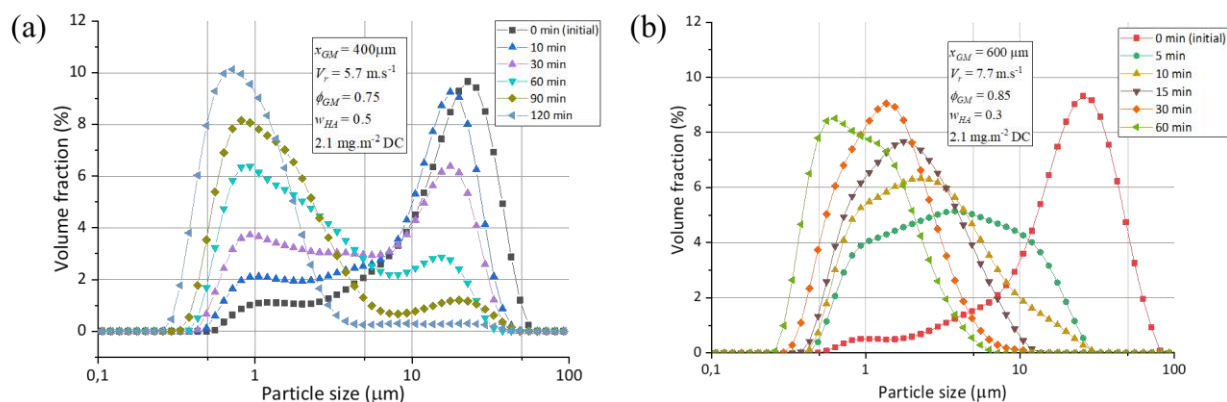 (a)
12
10
8
6
4
2
0
Volume fraction (%)
0,1
1
10
100
Particle size (μm)
x_GM = 400μm
V_r = 5.7 m.s⁻¹
ϕ_GM = 0.75
w_HA = 0.5
2.1 mg.m⁻² DC
0 min (initial)
10 min
30 min
60 min
90 min
120 min
(b)
12
10
8
6
4
2
0
Volume fraction (%)
0,1
1
10
100
Particle size (μm)
x_GM = 600 μm
V_r = 7.7 m.s⁻¹
ϕ_GM = 0.85
w_HA = 0.3
2.1 mg.m⁻² DC
0 min (initial)
5 min
10 min
15 min
30 min
60 min